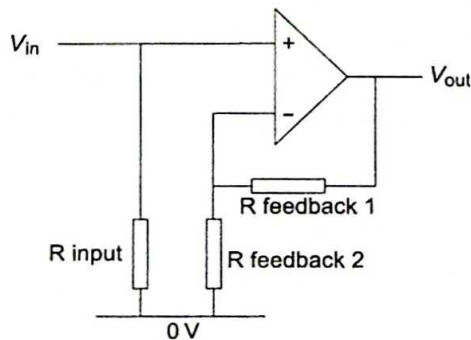 Vin
+
Vout
−
R feedback 1
R input
R feedback 2
0 V